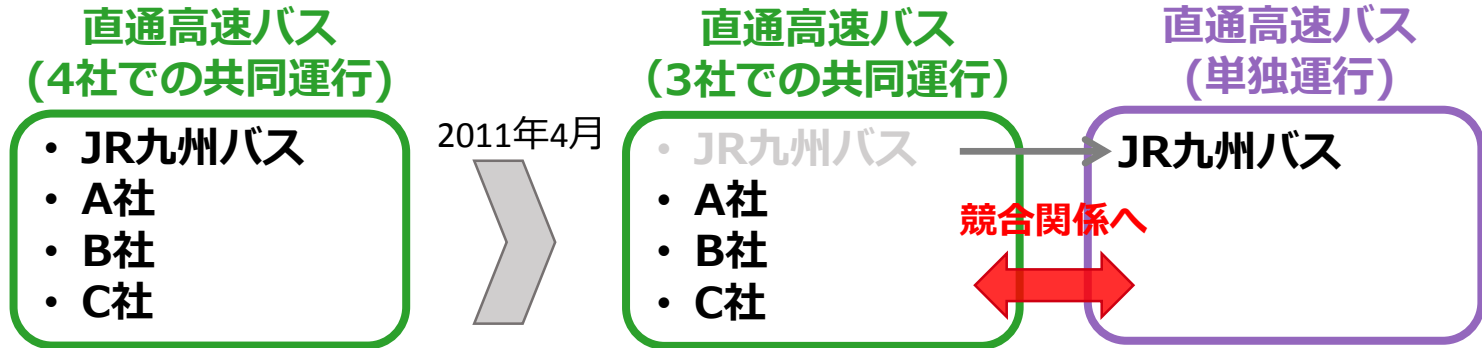 直通高速バス
(4社での共同運行)
• JR九州バス
• A社
• B社
• C社
2011年4月
直通高速バス
（3社での共同運行）
• JR九州バス
• A社
• B社
• C社
競合関係へ
直通高速バス
(単独運行)
JR九州バス